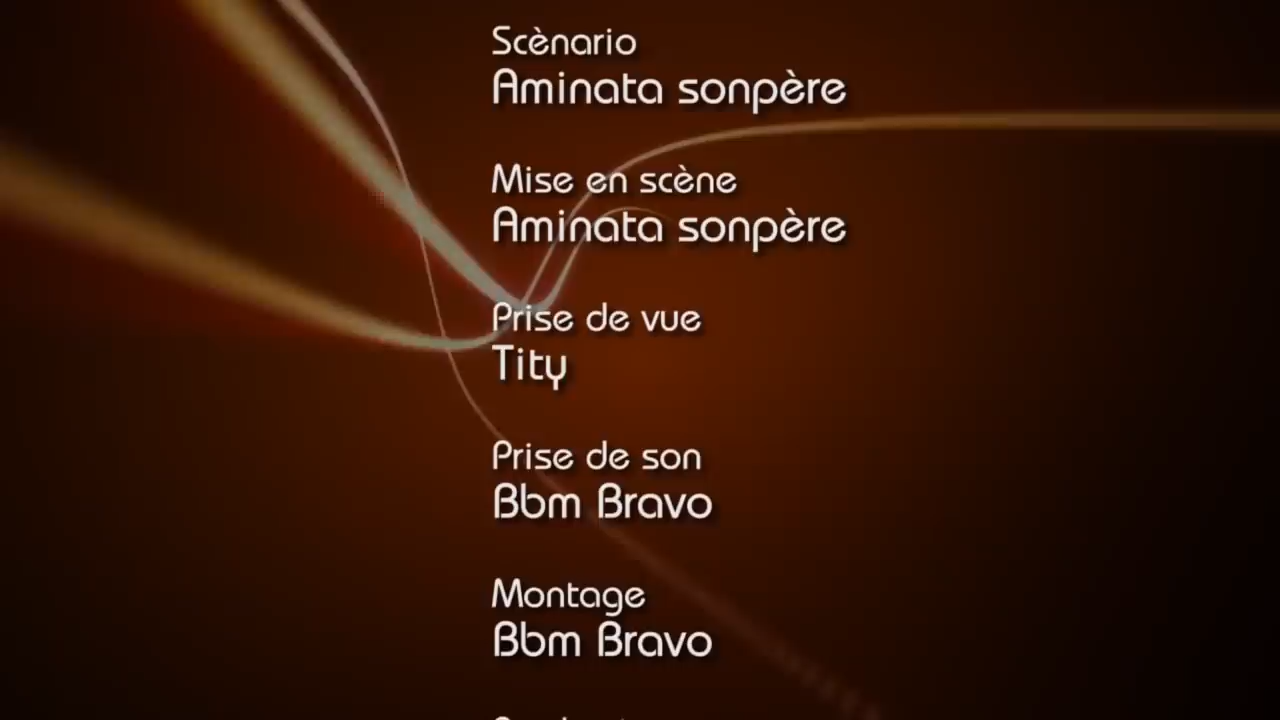 Scènario
Aminata sonpère
Mise en scène
Aminata sonpère
Prise de vue
Tity
Prise de son
Bbm Bravo
Montage
Bbm Bravo